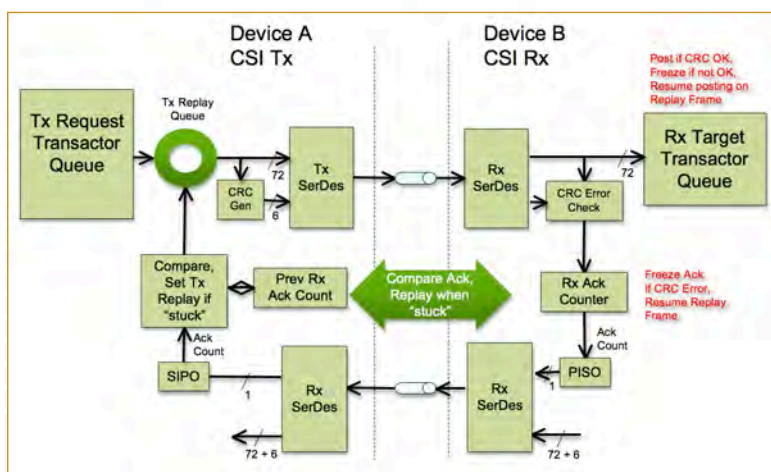 Device A
CSI Tx
Device B
CSI Rx
Post if CRC OK,
Freeze if not OK,
Resume posting on
Replay Frame
Tx Request
Transactor
Queue
Tx Replay
Queue
72
CRC
Gen
6
Tx
SerDes
Rx
SerDes
72
CRC Error
Check
Rx Target
Transactor
Queue
Compare,
Set Tx
Replay if
"stuck"
Prev Rx
Ack Count
Compare Ack,
Replay when
"stuck"
Rx Ack
Counter
Freeze Ack
If CRC Error,
Resume Replay
Frame
Ack
Count
SIPO
1
Rx
SerDes
72 + 6
Rx
SerDes
Ack
Count
PISO
1
72 + 6